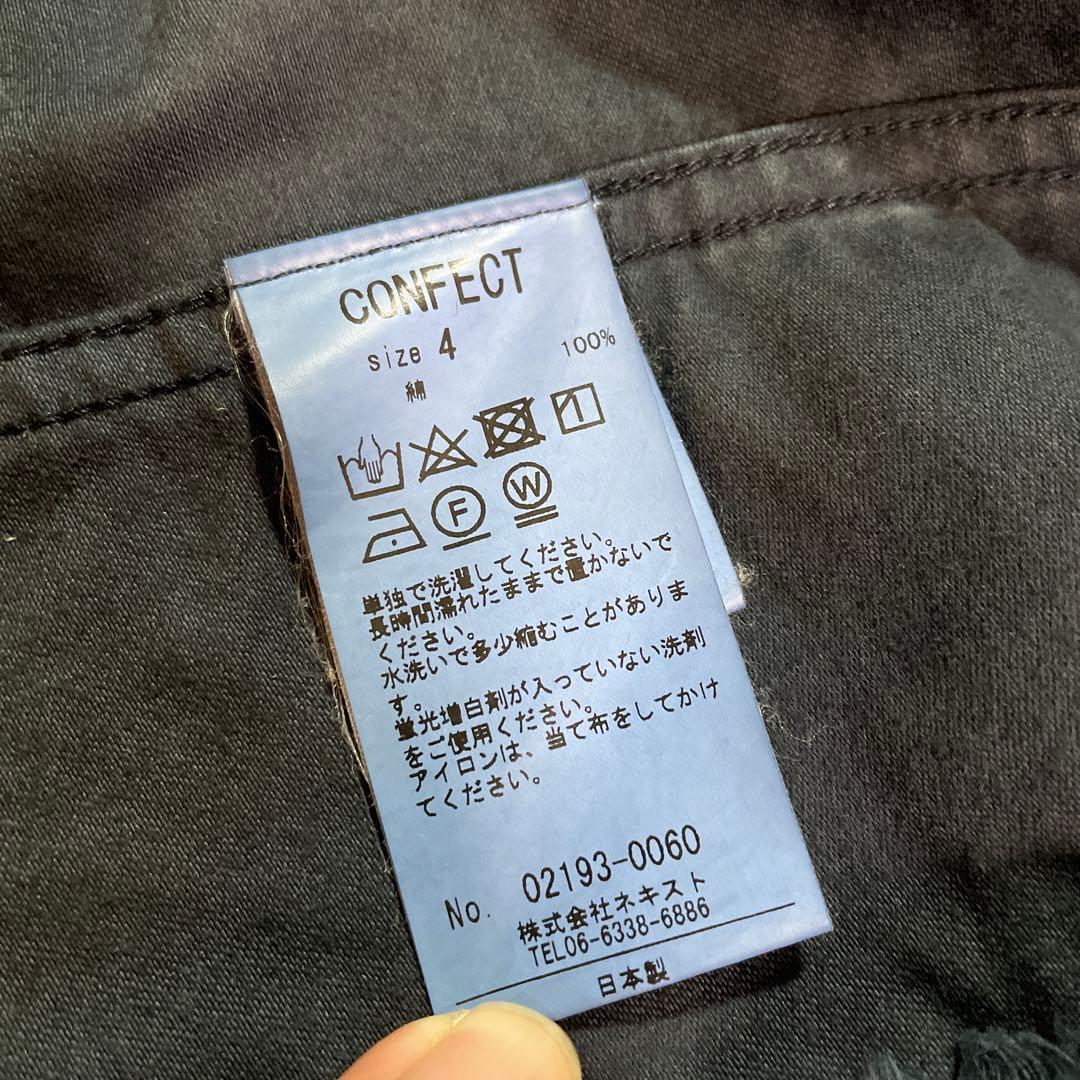 CONFECT
size 4
綿 100%
F W
単独で洗濯してください。
長時間濡れたままで置かないで
ください。
水洗いで多少縮むことがありま
す。
蛍光増白剤が入っていない洗剤
をご使用ください。
アイロンは、当て布をしてかけ
てください。
No. 02193-0060
株式会社ネキスト
TEL06-6338-6886
日本製